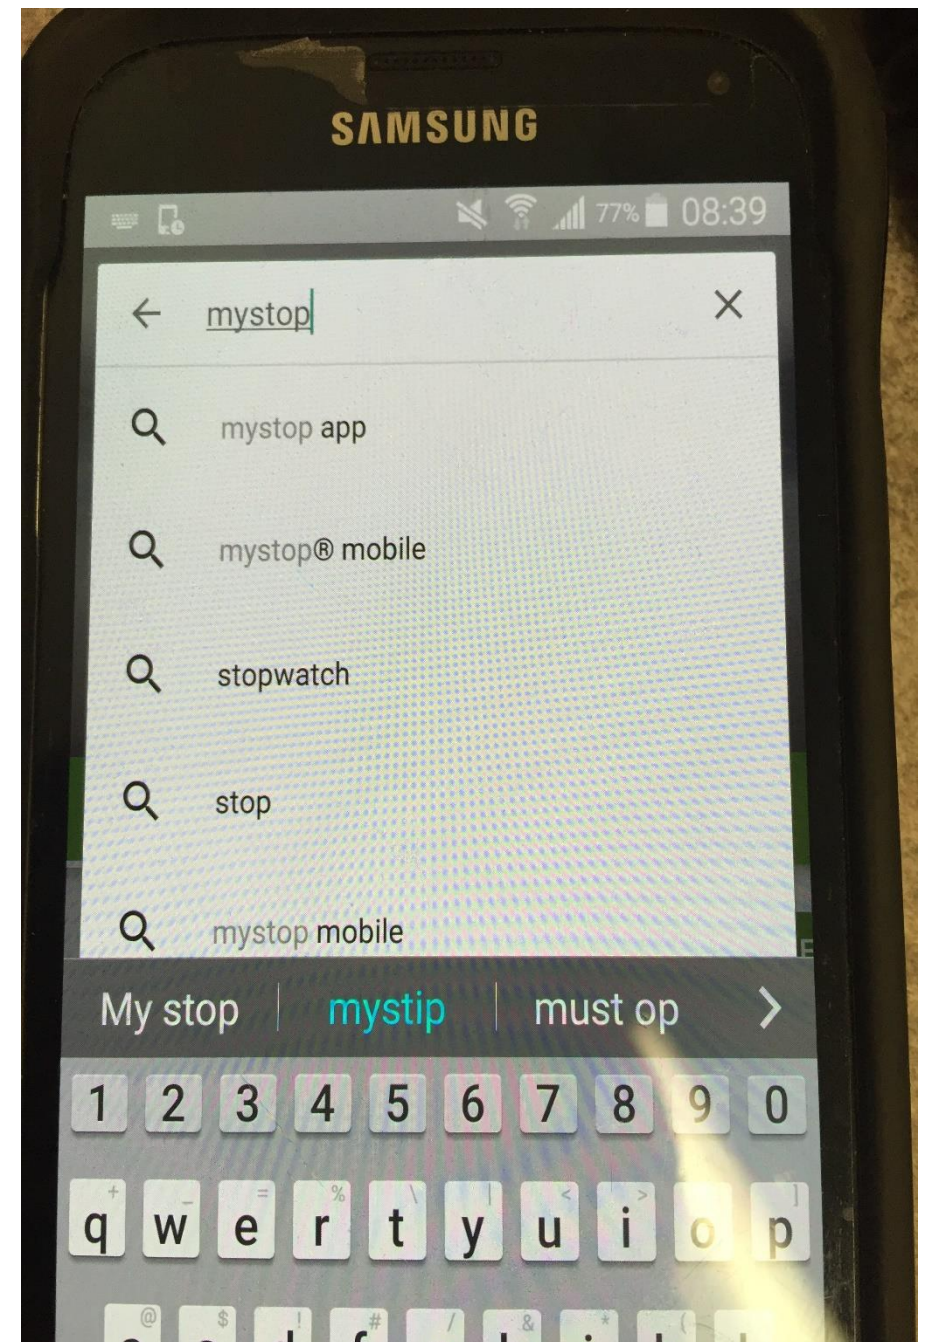 SAMSUNG
77% 08:39
mystop
mystop app
mystop® mobile
stopwatch
stop
mystop mobile
My stop mystip must op
1 2 3 4 5 6 7 8 9 0
+ _ = % \ | < > ]
q w e r t y u i o p
@ $ ! # / & * (